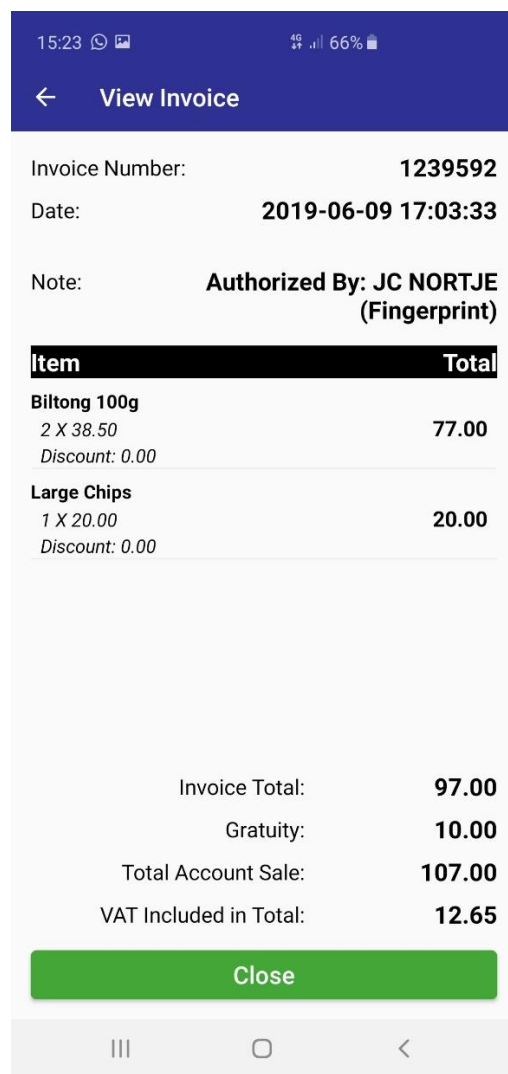 15:23 4G 66%
View Invoice
Invoice Number: 1239592
Date: 2019-06-09 17:03:33
Note: Authorized By: JC NORTJE
(Fingerprint)
Item Total
Biltong 100g
2 X 38.50 77.00
Discount: 0.00
Large Chips
1 X 20.00 20.00
Discount: 0.00
Invoice Total: 97.00
Gratuity: 10.00
Total Account Sale: 107.00
VAT Included in Total: 12.65
Close